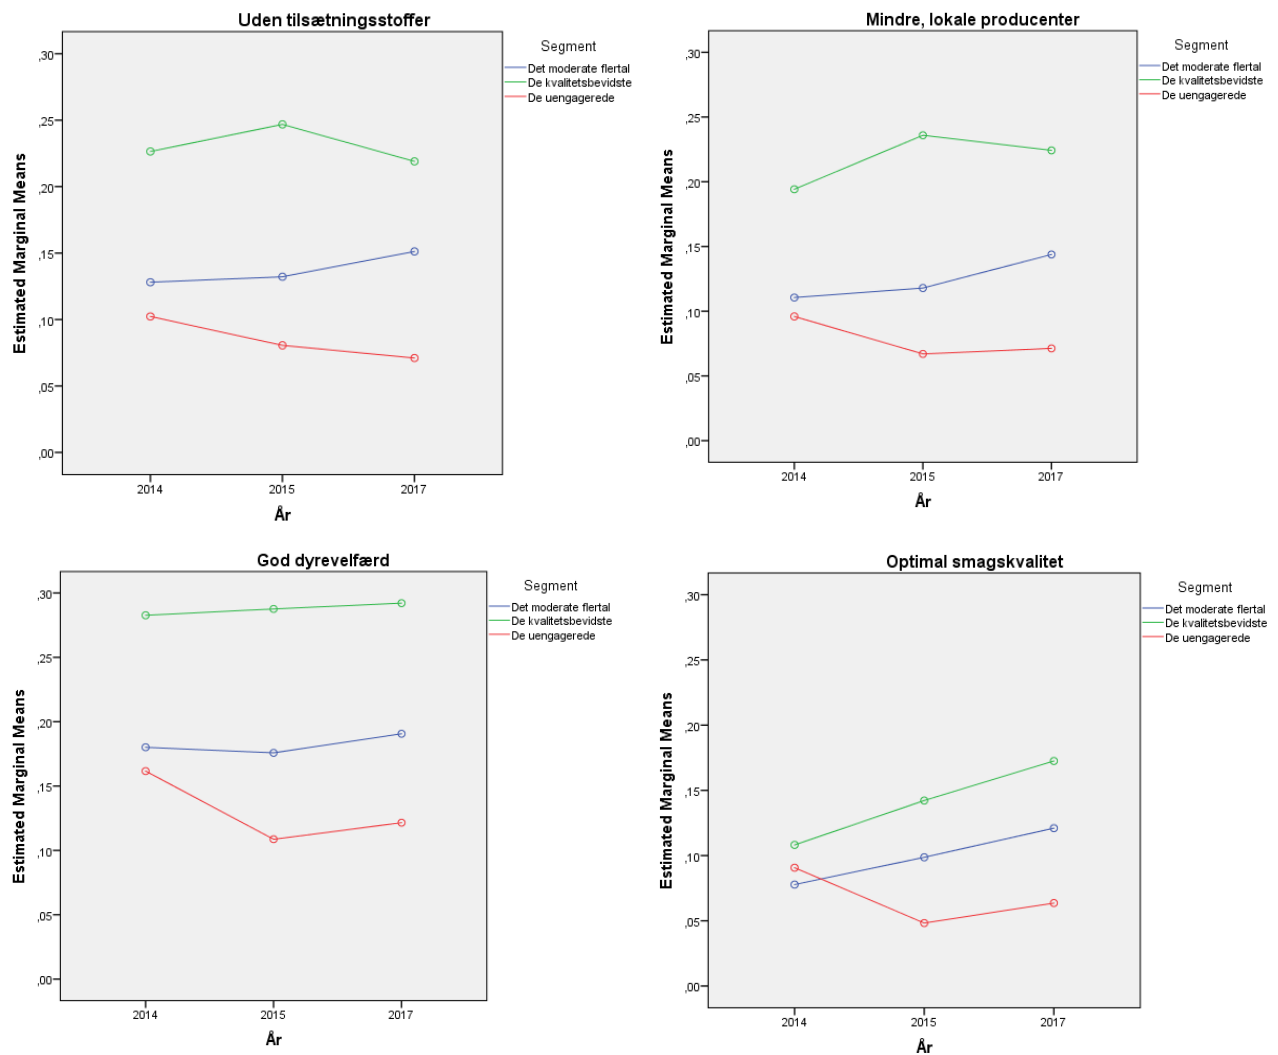 Uden tilsætningsstoffer
Segment
Det moderate flertal
De kvalitetsbevidste
De uengagerede
Estimated Marginal Means
,30
,25
,20
,15
,10
,05
,00
2014
2015
2017
År
Mindre, lokale producenter
Segment
Det moderate flertal
De kvalitetsbevidste
De uengagerede
Estimated Marginal Means
,30
,25
,20
,15
,10
,05
,00
2014
2015
2017
År
God dyrevelfærd
Segment
Det moderate flertal
De kvalitetsbevidste
De uengagerede
Estimated Marginal Means
,30
,25
,20
,15
,10
,05
,00
2014
2015
2017
År
Optimal smagskvalitet
Segment
Det moderate flertal
De kvalitetsbevidste
De uengagerede
Estimated Marginal Means
,30
,25
,20
,15
,10
,05
,00
2014
2015
2017
År